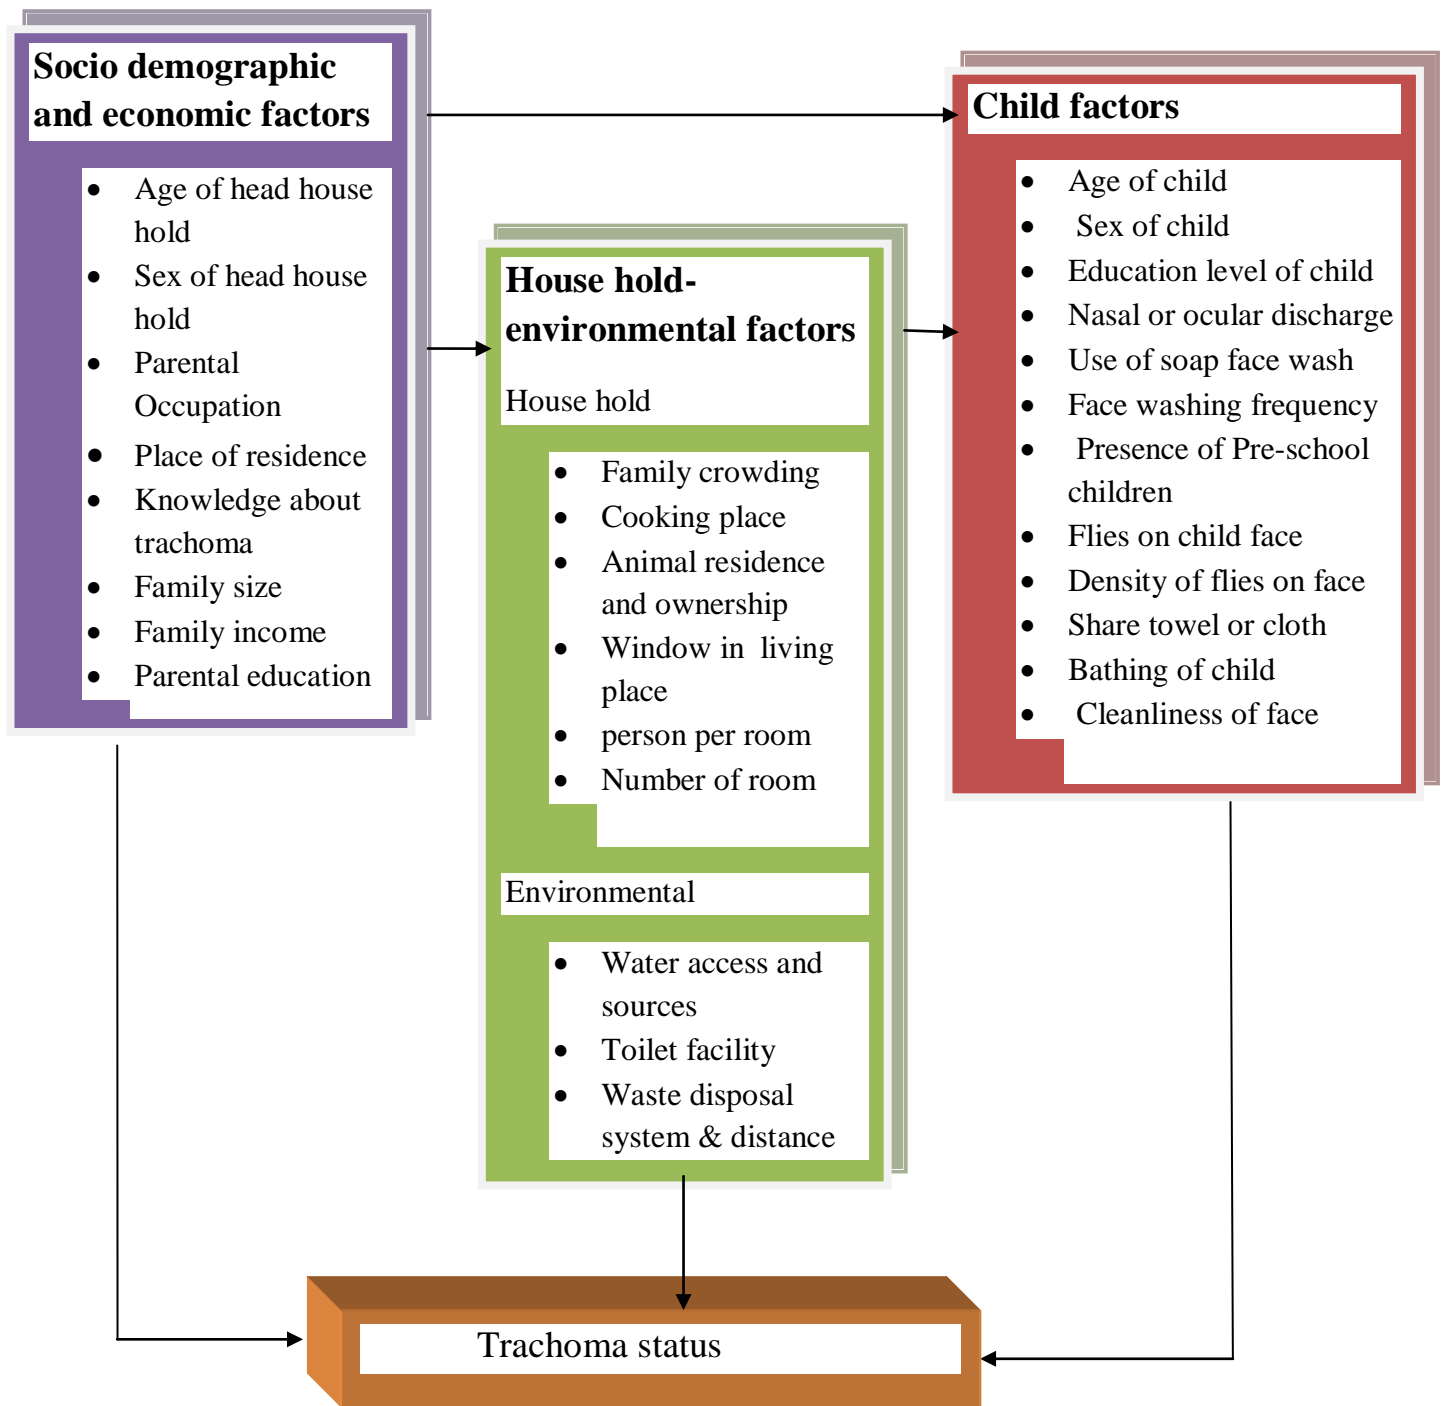 Socio demographic
and economic factors
• Age of head house
hold
• Sex of head house
hold
• Parental
Occupation
• Place of residence
• Knowledge about
trachoma
• Family size
• Family income
• Parental education
House hold-
environmental factors
House hold
• Family crowding
• Cooking place
• Animal residence
and ownership
• Window in living
place
• person per room
• Number of room
Environmental
• Water access and
sources
• Toilet facility
• Waste disposal
system & distance
Child factors
• Age of child
• Sex of child
• Education level of child
• Nasal or ocular discharge
• Use of soap face wash
• Face washing frequency
• Presence of Pre-school
children
• Flies on child face
• Density of flies on face
• Share towel or cloth
• Bathing of child
• Cleanliness of face
Trachoma status